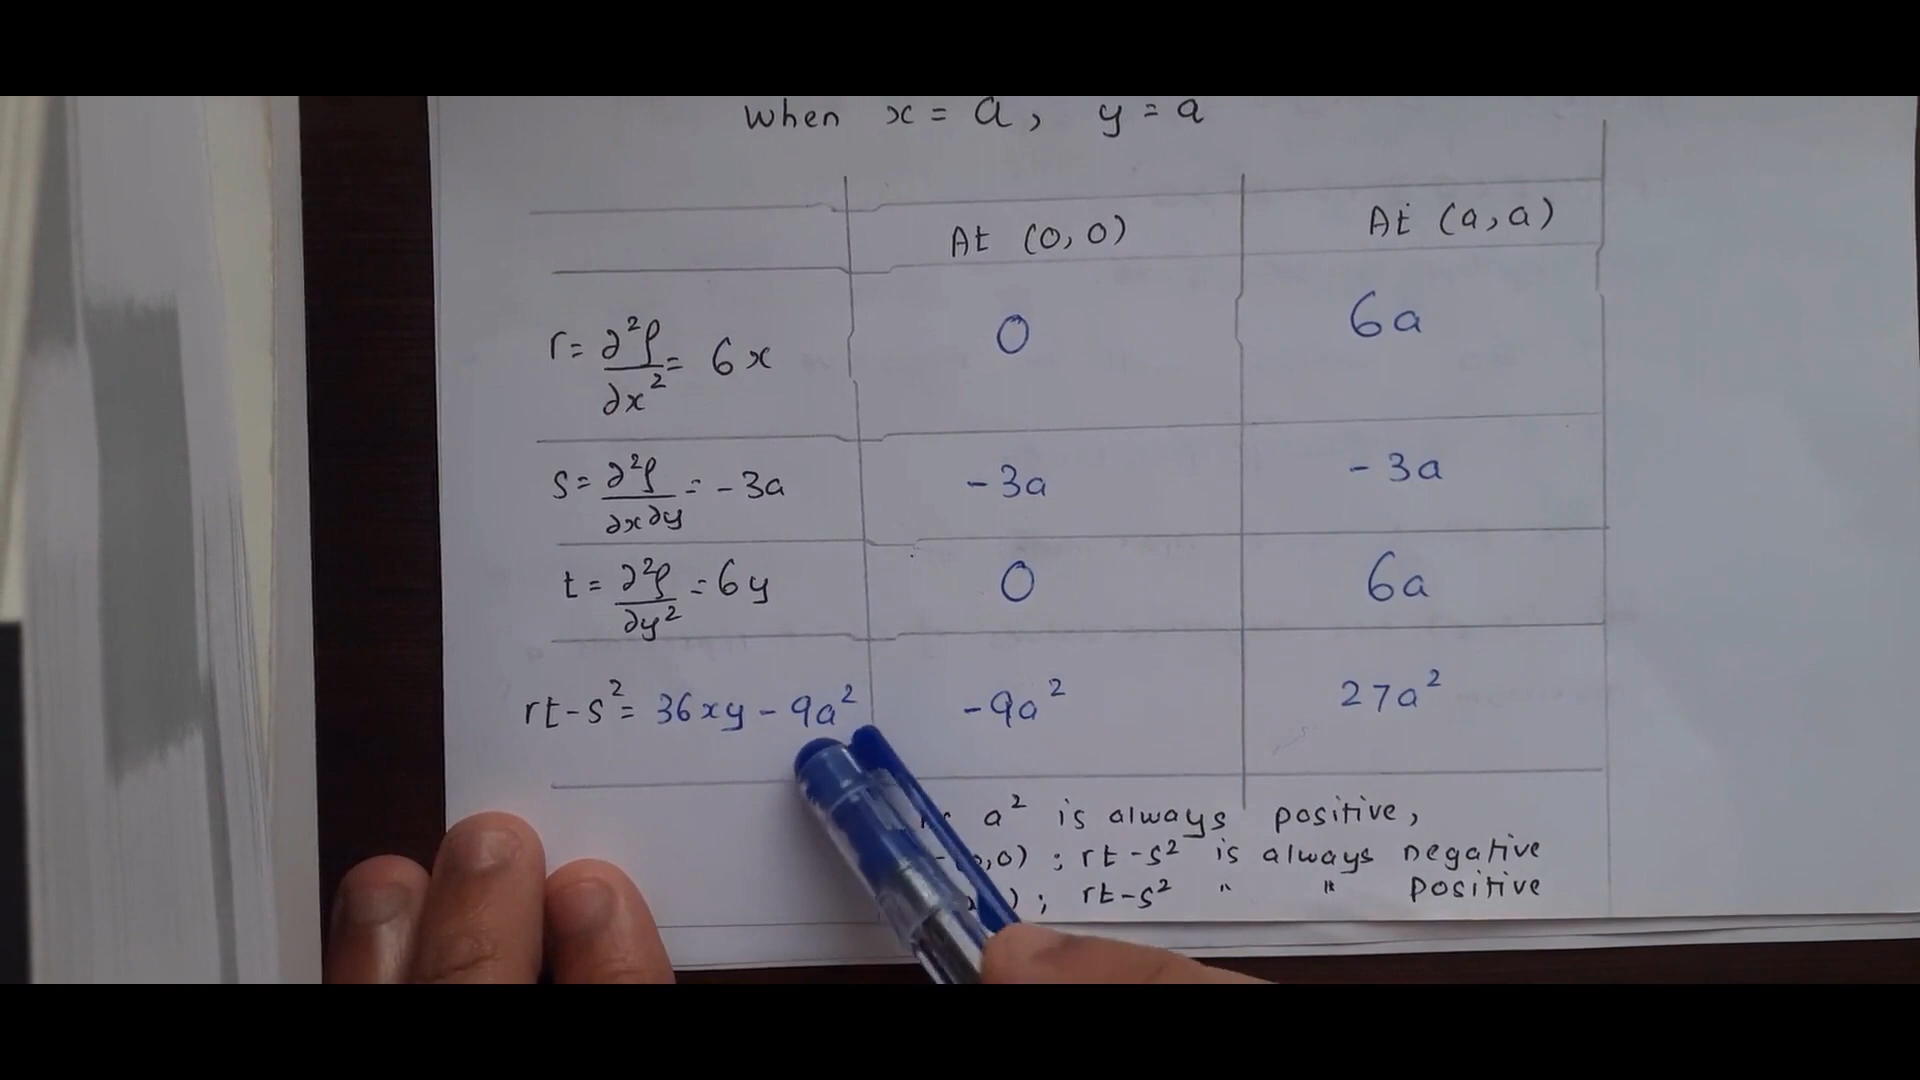 when x = a, y = a
At (0,0) At (a,a)
r = ∂²f/∂x² = 6x 0 6a
s = ∂²f/∂x∂y = -3a -3a -3a
t = ∂²f/∂y² = 6y 0 6a
rt-s² = 36xy - 9a² -9a² 27a²
a² is always positive,
,0) ; rt-s² is always negative
) ; rt-s² " " positive